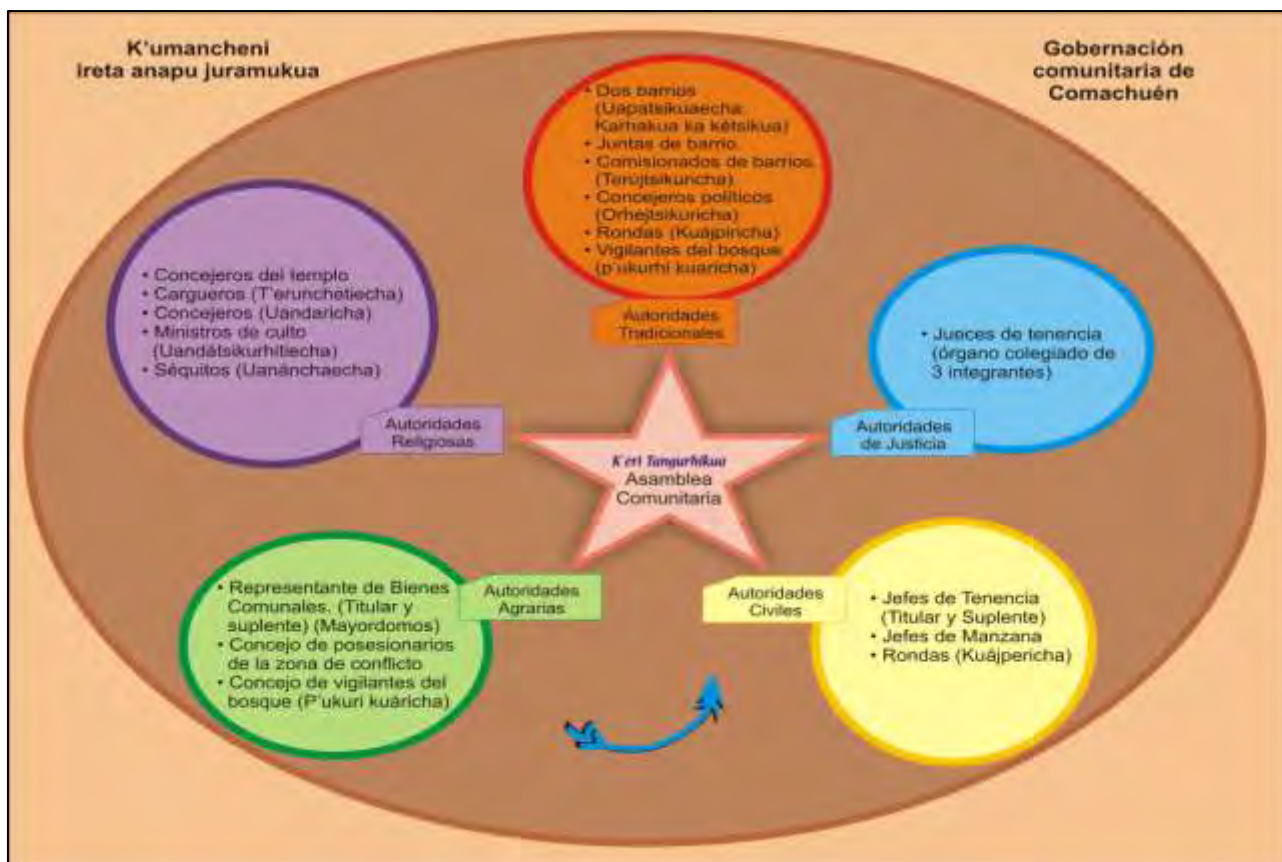 K'umancheni
ireta anapu juramukua
Gobernación
comunitaria de
Comachuén
• Dos barrios
(Uapatsikuaecha:
Karhakua ka kétsikua)
• Juntas de barrio.
• Comisionados de barrios.
(Terújtsikuricha)
• Concejeros políticos
(Orhejtsikuricha)
• Rondas (Kuájpiricha)
• Vigilantes del bosque
(p'ukurhi kuaricha)
Autoridades
Tradicionales
• Concejeros del templo
• Cargueros (T'erunchetiecha)
• Concejeros (Uandaricha)
• Ministros de culto
(Uandátsikurhitiecha)
• Séquitos (Uanánchaecha)
Autoridades
Religiosas
• Jueces de tenencia
(órgano colegiado de
3 integrantes)
Autoridades
de Justicia
K'eri Tangurhikua
Asamblea
Comunitaria
• Representante de Bienes
Comunales. (Titular y
suplente) (Mayordomos)
• Concejo de posesionarios
de la zona de conflicto
• Concejo de vigilantes del
bosque (P'ukuri kuáricha)
Autoridades
Agrarias
Autoridades
Civiles
• Jefes de Tenencia
(Titular y Suplente)
• Jefes de Manzana
• Rondas (Kuájpericha)